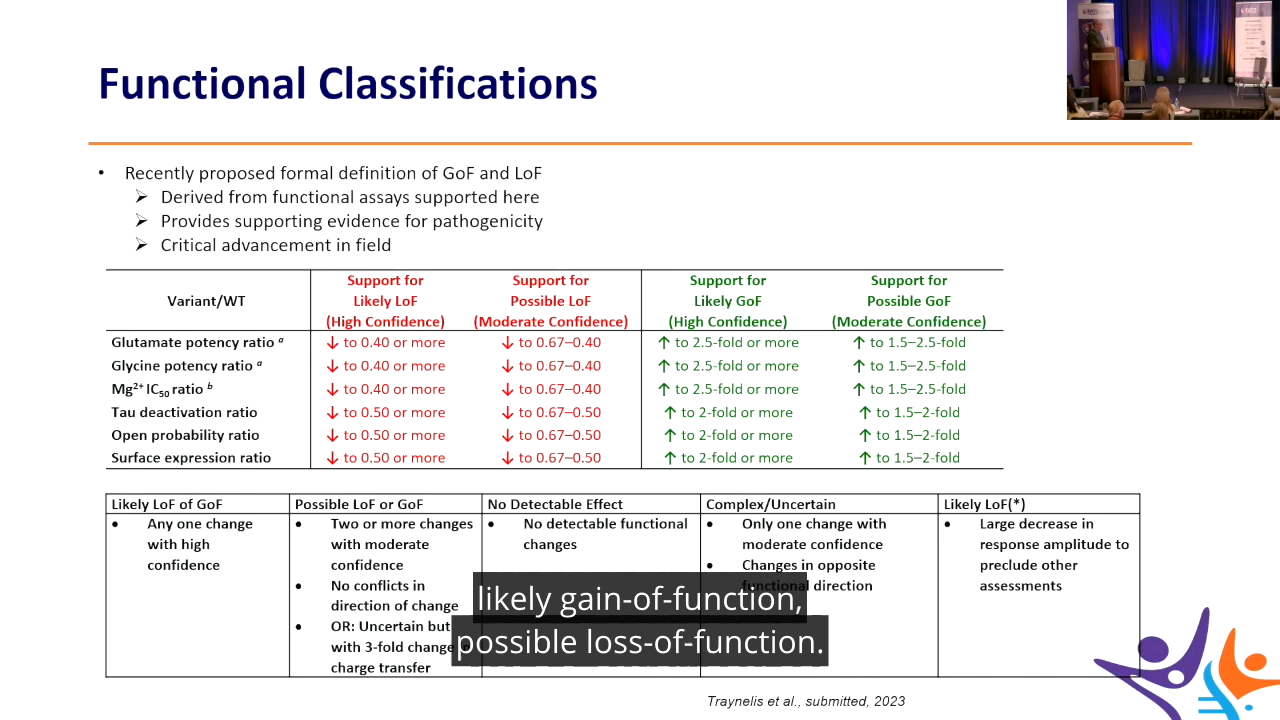 Functional Classifications
• Recently proposed formal definition of GoF and LoF
➢ Derived from functional assays supported here
➢ Provides supporting evidence for pathogenicity
➢ Critical advancement in field
Variant/WT
Support for
Likely LoF
(High Confidence)
Support for
Possible LoF
(Moderate Confidence)
Support for
Likely GoF
(High Confidence)
Support for
Possible GoF
(Moderate Confidence)
Glutamate potency ratio a ↓ to 0.40 or more ↓ to 0.67–0.40 ↑ to 2.5-fold or more ↑ to 1.5–2.5-fold
Glycine potency ratio a ↓ to 0.40 or more ↓ to 0.67–0.40 ↑ to 2.5-fold or more ↑ to 1.5–2.5-fold
Mg2+ IC50 ratio b ↓ to 0.40 or more ↓ to 0.67–0.40 ↑ to 2.5-fold or more ↑ to 1.5–2.5-fold
Tau deactivation ratio ↓ to 0.50 or more ↓ to 0.67–0.50 ↑ to 2-fold or more ↑ to 1.5–2-fold
Open probability ratio ↓ to 0.50 or more ↓ to 0.67–0.50 ↑ to 2-fold or more ↑ to 1.5–2-fold
Surface expression ratio ↓ to 0.50 or more ↓ to 0.67–0.50 ↑ to 2-fold or more ↑ to 1.5–2-fold
Likely LoF of GoF
• Any one change
with high
confidence
Possible LoF or GoF
• Two or more changes
with moderate
confidence
• No conflicts in
direction of change
• OR: Uncertain but
with 3-fold change
charge transfer
No Detectable Effect
• No detectable functional
changes
Complex/Uncertain
• Only one change with
moderate confidence
• Changes in opposite
functional direction
Likely LoF(*)
• Large decrease in
response amplitude to
preclude other
assessments
likely gain-of-function,
possible loss-of-function.
Traynelis et al., submitted, 2023